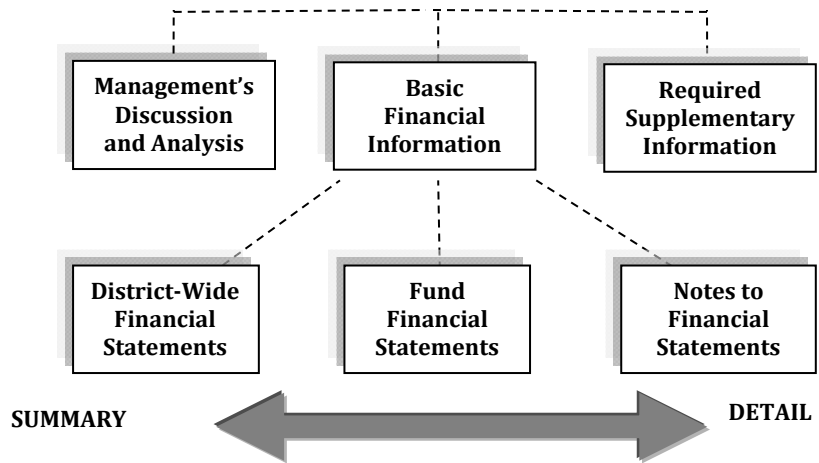 Management’s
Discussion
and Analysis
Basic
Financial
Information
Required
Supplementary
Information
District-Wide
Financial
Statements
Fund
Financial
Statements
Notes to
Financial
Statements
SUMMARY
DETAIL